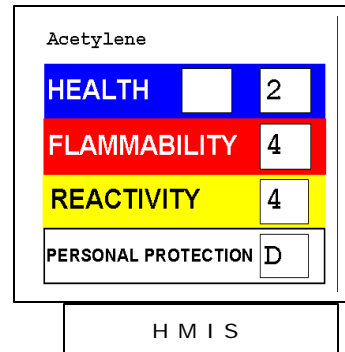 Acetylene
HEALTH 2
FLAMMABILITY 4
REACTIVITY 4
PERSONAL PROTECTION D
HMIS